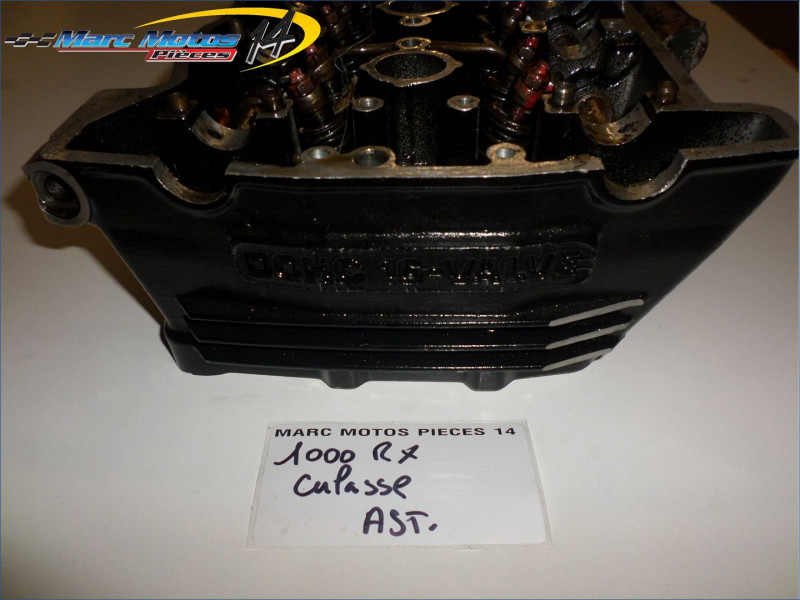 Marc Motos 14
Pièces
DOHC 16-VALVE
MARC MOTOS PIECES 14
1000 RX
Culasse
AST.